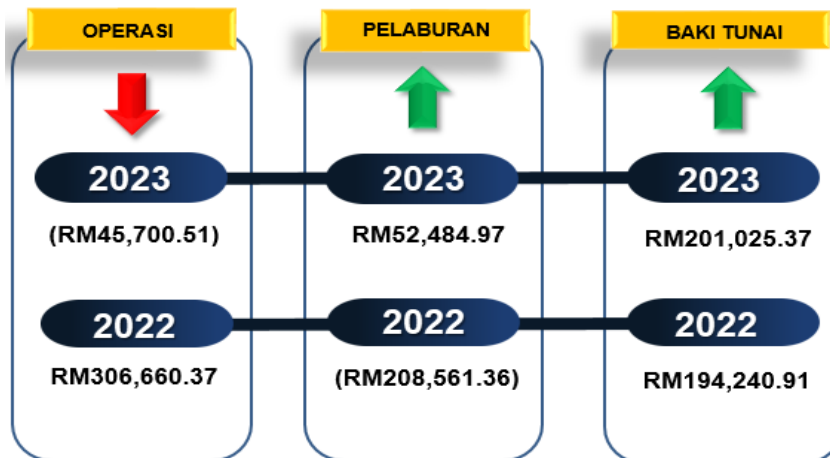 OPERASI
PELABURAN
BAKI TUNAI
2023
2023
2023
(RM45,700.51)
RM52,484.97
RM201,025.37
2022
2022
2022
RM306,660.37
(RM208,561.36)
RM194,240.91